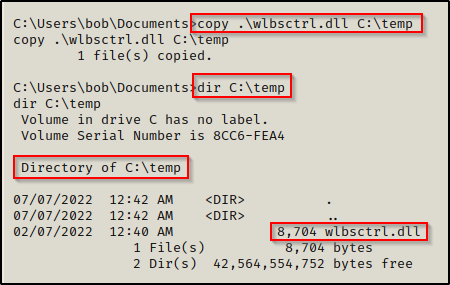 C:\Users\bob\Documents>copy .\wlbsctrl.dll C:\temp
copy .\wlbsctrl.dll C:\temp
        1 file(s) copied.
C:\Users\bob\Documents>dir C:\temp
dir C:\temp
 Volume in drive C has no label.
 Volume Serial Number is 8CC6-FEA4
 Directory of C:\temp
07/07/2022  12:42 AM    <DIR>          .
07/07/2022  12:42 AM    <DIR>          ..
02/07/2022  12:40 AM             8,704 wlbsctrl.dll
               1 File(s)          8,704 bytes
               2 Dir(s)  42,564,554,752 bytes free